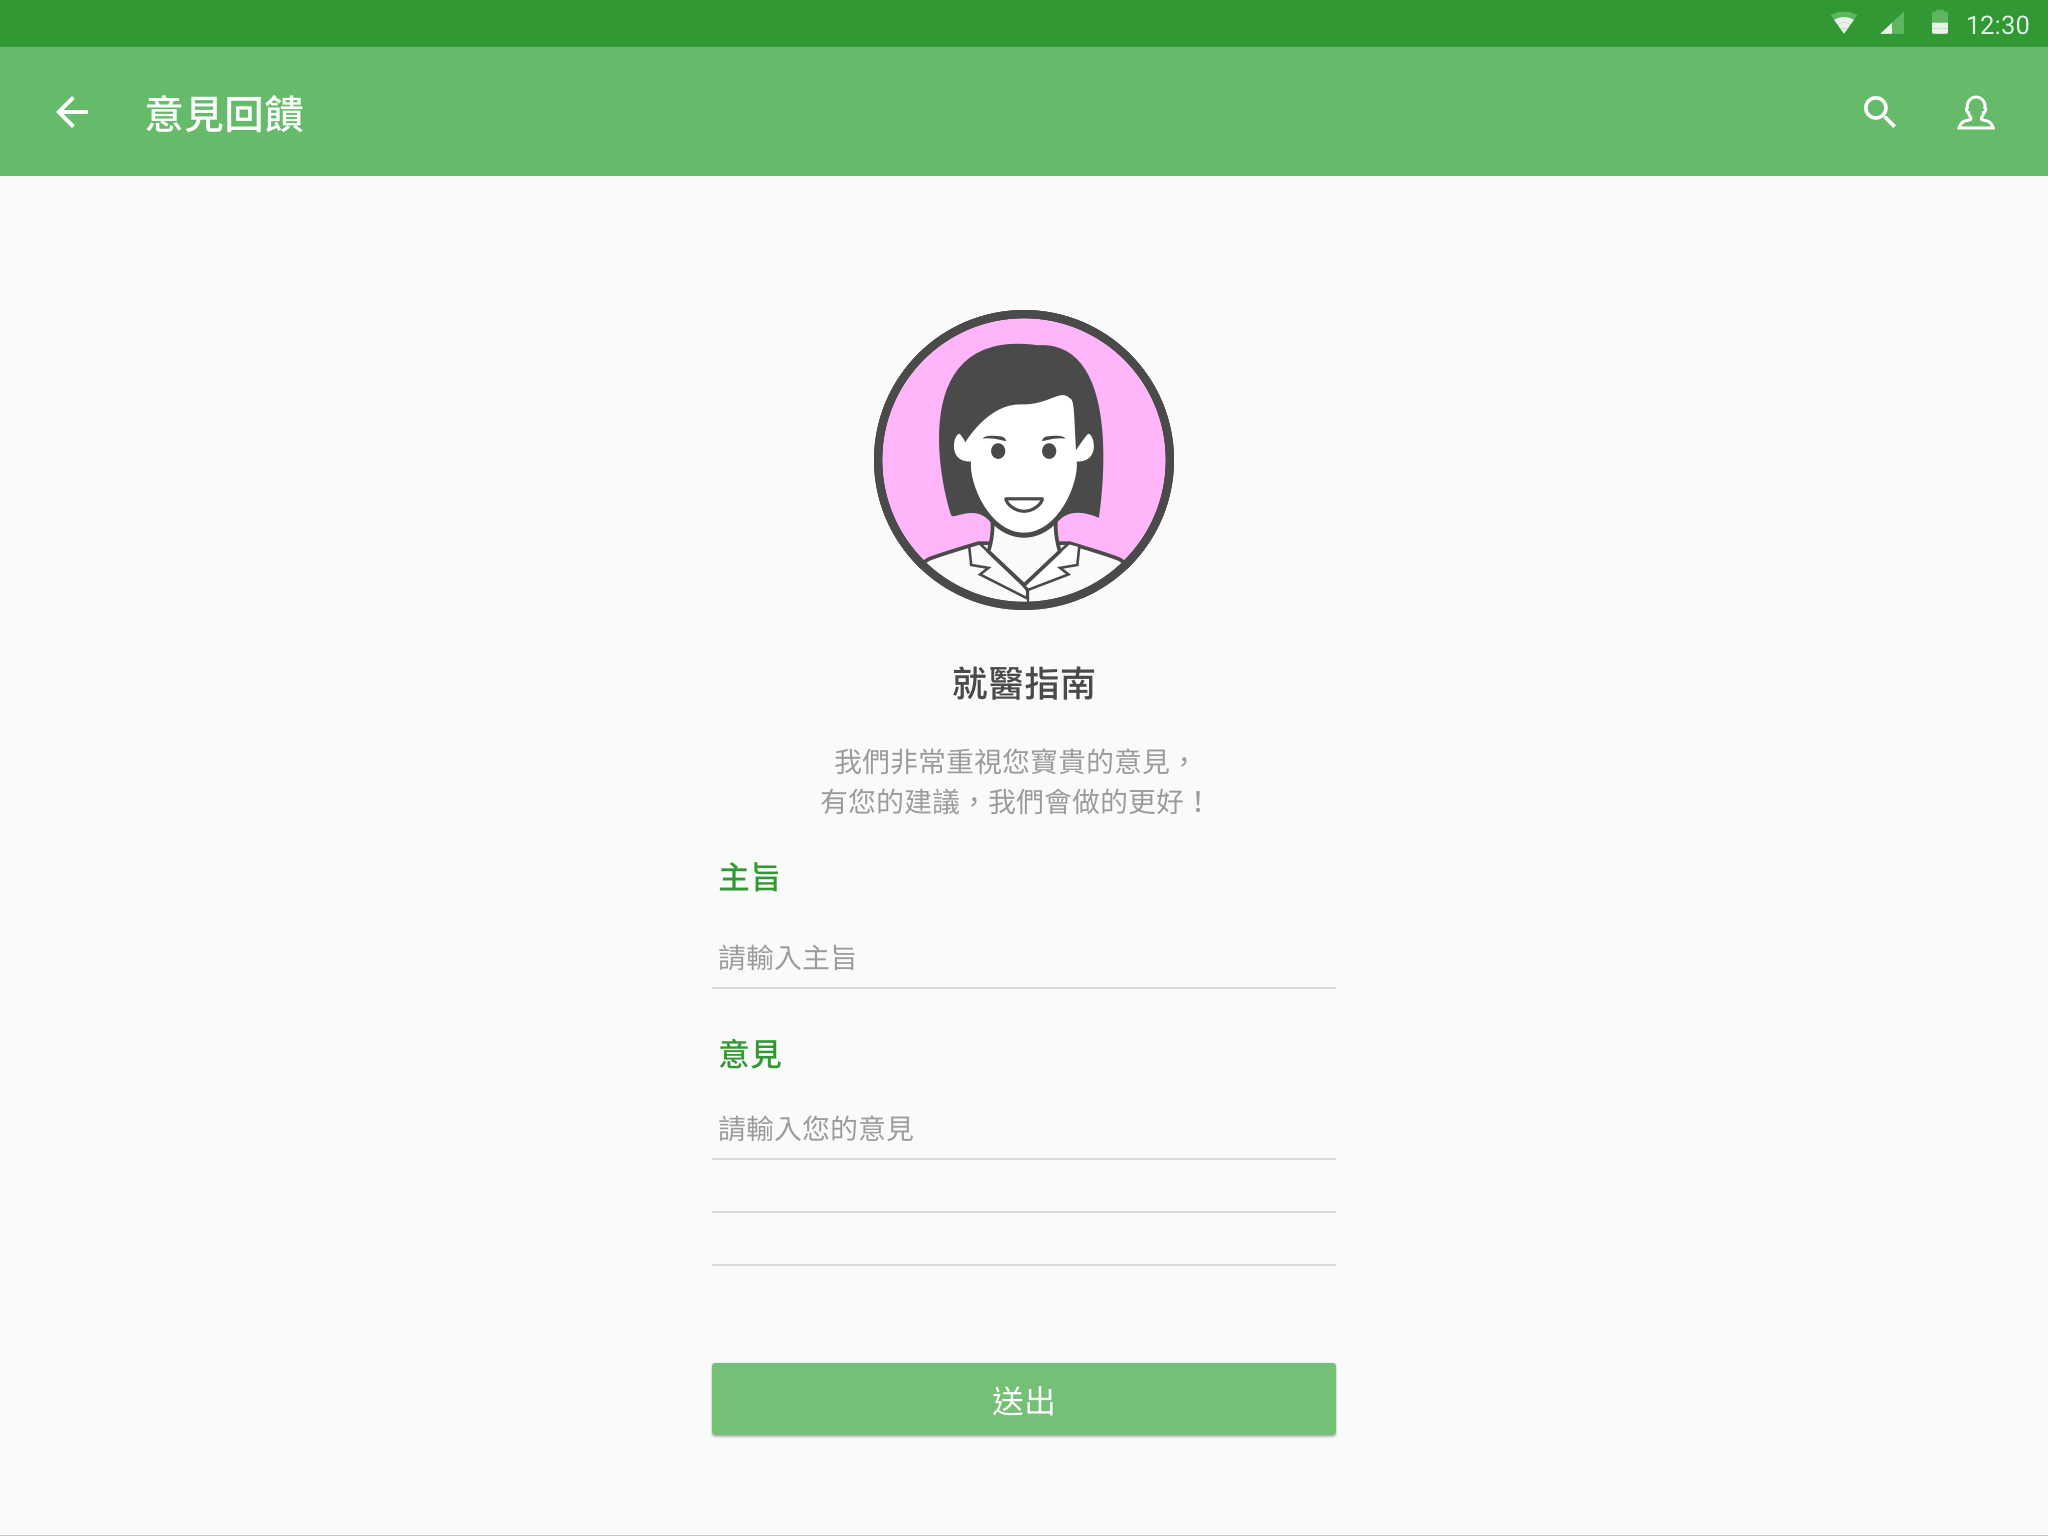 12:30
意見回饋
就醫指南
我們非常重視您寶貴的意見，
有您的建議，我們會做的更好！
主旨
請輸入主旨
意見
請輸入您的意見
送出